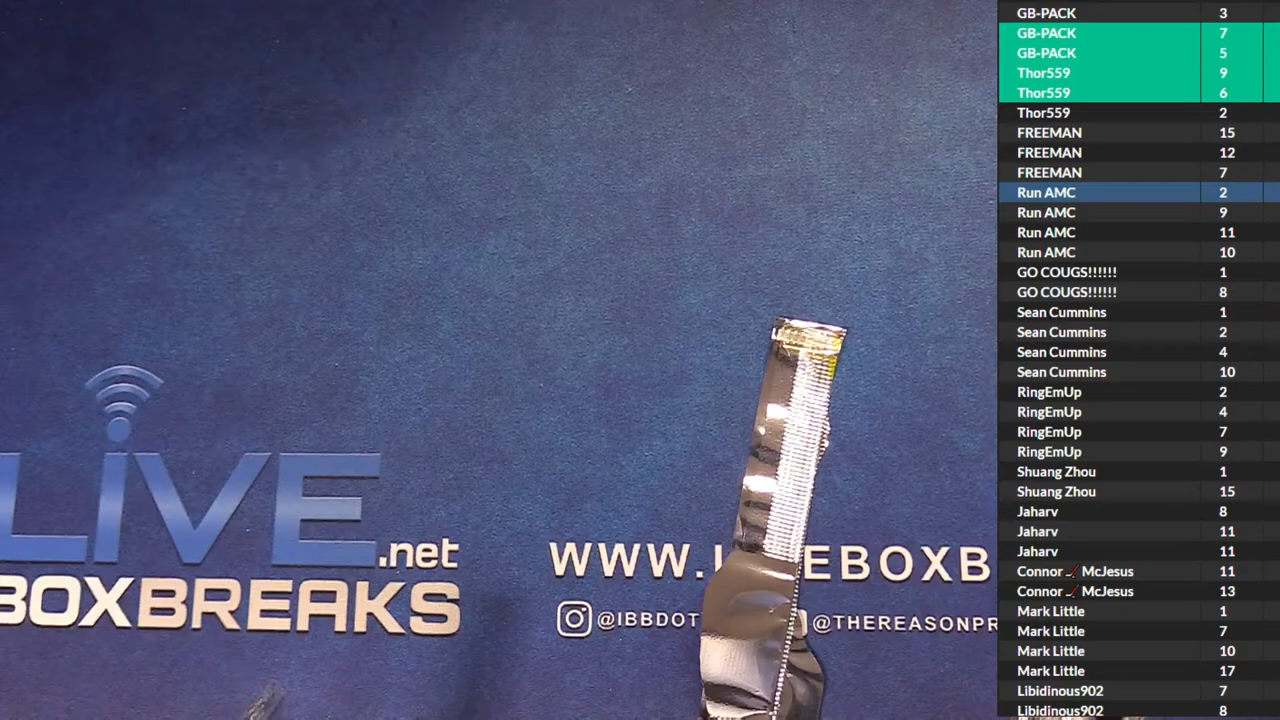 LIVE
.net
BOXBREAKS
WWW.
EBOXB
@IBBDOT
@THEREASONPR
GB-PACK 3
GB-PACK 7
GB-PACK 5
Thor559 9
Thor559 6
Thor559 2
FREEMAN 15
FREEMAN 12
FREEMAN 7
Run AMC 2
Run AMC 9
Run AMC 11
Run AMC 10
GO COUGS!!!!!! 1
GO COUGS!!!!!! 8
Sean Cummins 1
Sean Cummins 2
Sean Cummins 4
Sean Cummins 10
RingEmUp 2
RingEmUp 4
RingEmUp 7
RingEmUp 9
Shuang Zhou 1
Shuang Zhou 15
Jaharv 8
Jaharv 11
Jaharv 11
Connor 🏒 McJesus 11
Connor 🏒 McJesus 13
Mark Little 1
Mark Little 7
Mark Little 10
Mark Little 17
Libidinous902 7
Libidinous902 8